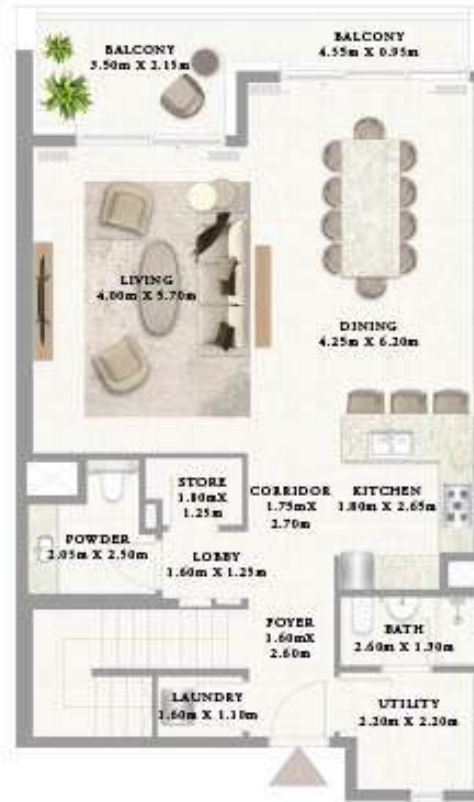 BALCONY
3.50m X 2.15m
BALCONY
4.55m X 0.95m
LIVING
4.00m X 5.70m
DINING
4.25m X 6.20m
STORE
1.80mX
1.25m
CORRIDOR
1.75mX
2.70m
KITCHEN
1.80m X 2.65m
POWDER
2.05m X 2.50m
LOBBY
1.60m X 1.25m
FOYER
1.60mX
2.60m
BATH
2.60m X 1.30m
LAUNDRY
1.60m X 1.10m
UTILITY
2.20m X 2.20m